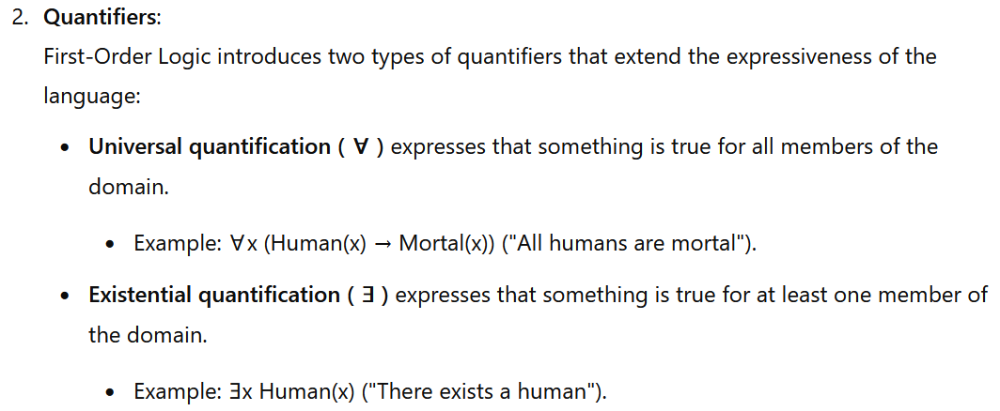 2. Quantifiers:
First-Order Logic introduces two types of quantifiers that extend the expressiveness of the
language:
• Universal quantification ( ∀ ) expresses that something is true for all members of the
domain.
• Example: ∀x (Human(x) → Mortal(x)) ("All humans are mortal").
• Existential quantification ( ∃ ) expresses that something is true for at least one member of
the domain.
• Example: ∃x Human(x) ("There exists a human").